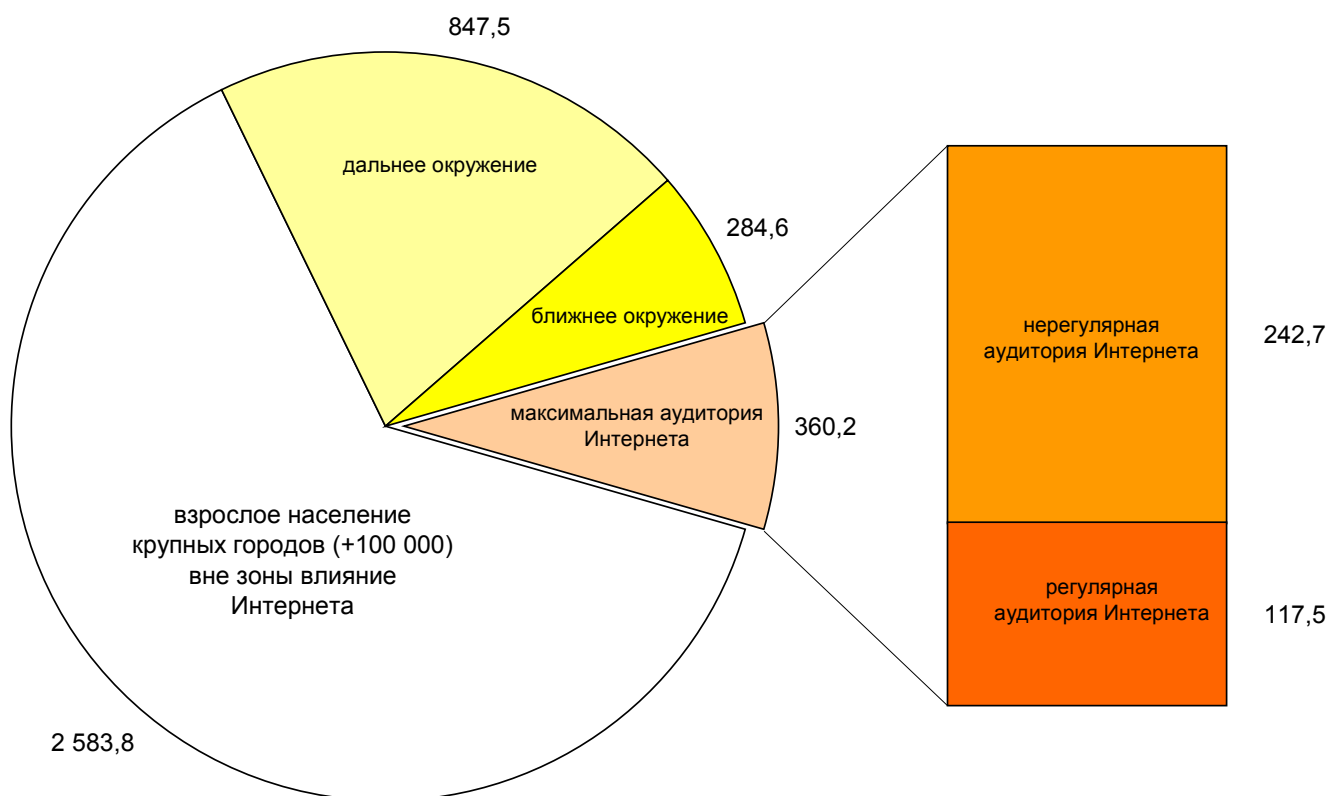 847,5
дальнее окружение
284,6
ближнее окружение
максимальная аудитория
Интернета
360,2
взрослое население
крупных городов (+100 000)
вне зоны влияние
Интернета
2 583,8
нерегулярная
аудитория Интернета
242,7
регулярная
аудитория Интернета
117,5